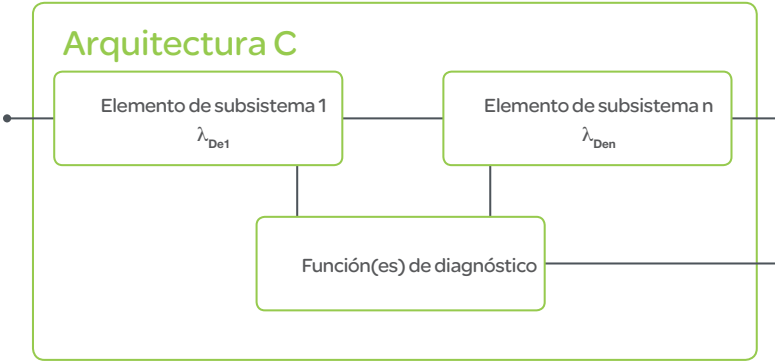 Arquitectura C
Elemento de subsistema 1
λDe1
Elemento de subsistema n
λDen
Función(es) de diagnóstico